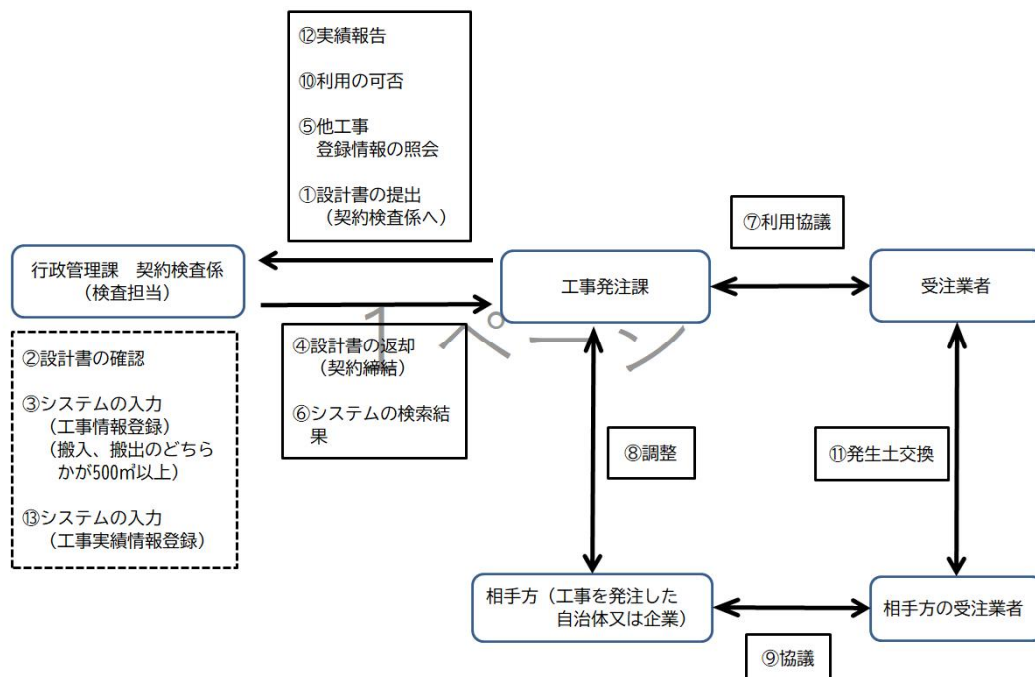 ⑫実績報告
⑩利用の可否
⑤他工事
登録情報の照会
①設計書の提出
（契約検査係へ）
⑦利用協議
行政管理課　契約検査係
（検査担当）
工事発注課
受注業者
1 ページ
②設計書の確認
③システムの入力
（工事情報登録）
（搬入、搬出のどちら
かが500㎥以上）
⑬システムの入力
（工事実績情報登録）
④設計書の返却
（契約締結）
⑥システムの検索結
果
⑧調整
⑪発生土交換
相手方（工事を発注した
自治体又は企業）
相手方の受注業者
⑨協議